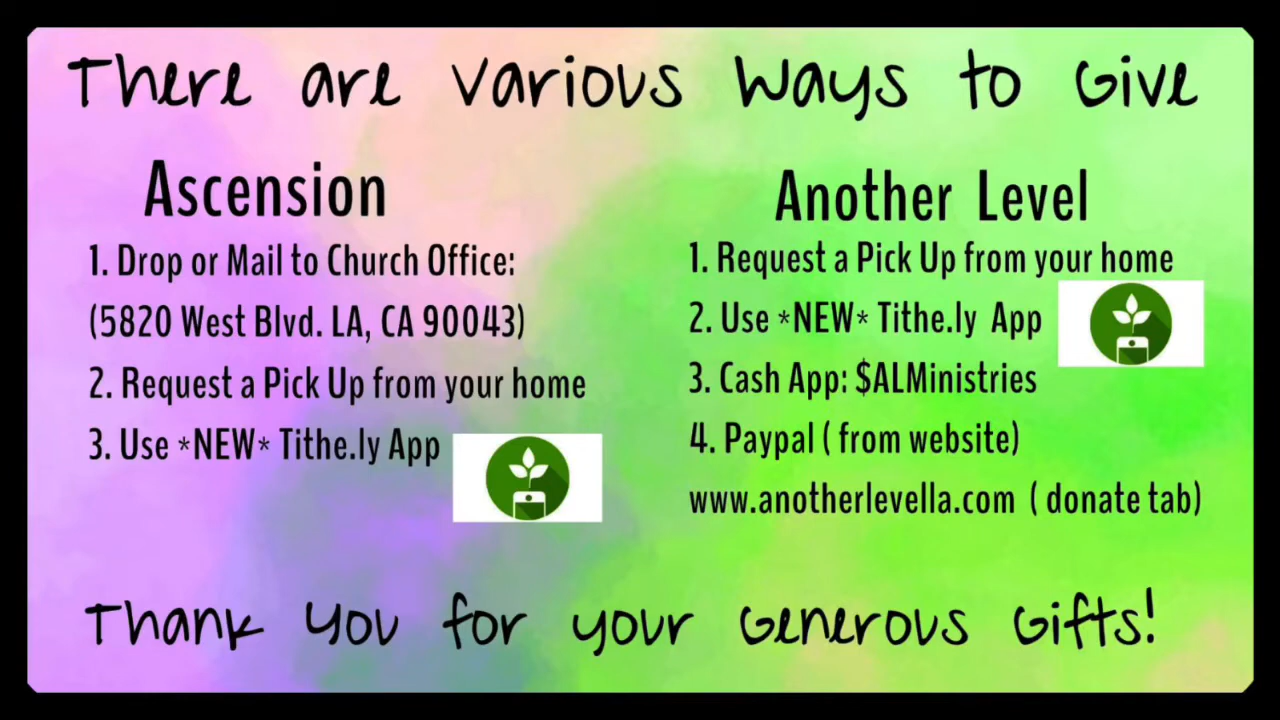 There are Various Ways to Give
Ascension
1. Drop or Mail to Church Office:
(5820 West Blvd. LA, CA 90043)
2. Request a Pick Up from your home
3. Use *NEW* Tithe.ly App
Another Level
1. Request a Pick Up from your home
2. Use *NEW* Tithe.ly App
3. Cash App: $ALMinistries
4. Paypal ( from website)
www.anotherlevella.com ( donate tab)
Thank You for your Generous Gifts!